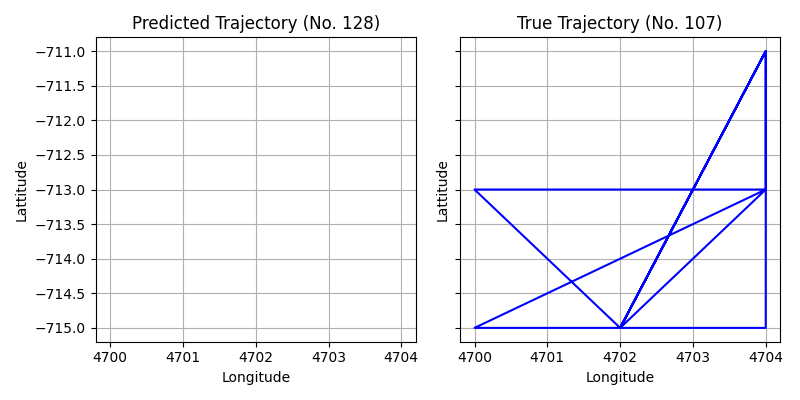 Predicted Trajectory (No. 128)
Lattitude
−711.0
−711.5
−712.0
−712.5
−713.0
−713.5
−714.0
−714.5
−715.0
4700 4701 4702 4703 4704
Longitude
True Trajectory (No. 107)
Lattitude
4700 4701 4702 4703 4704
Longitude